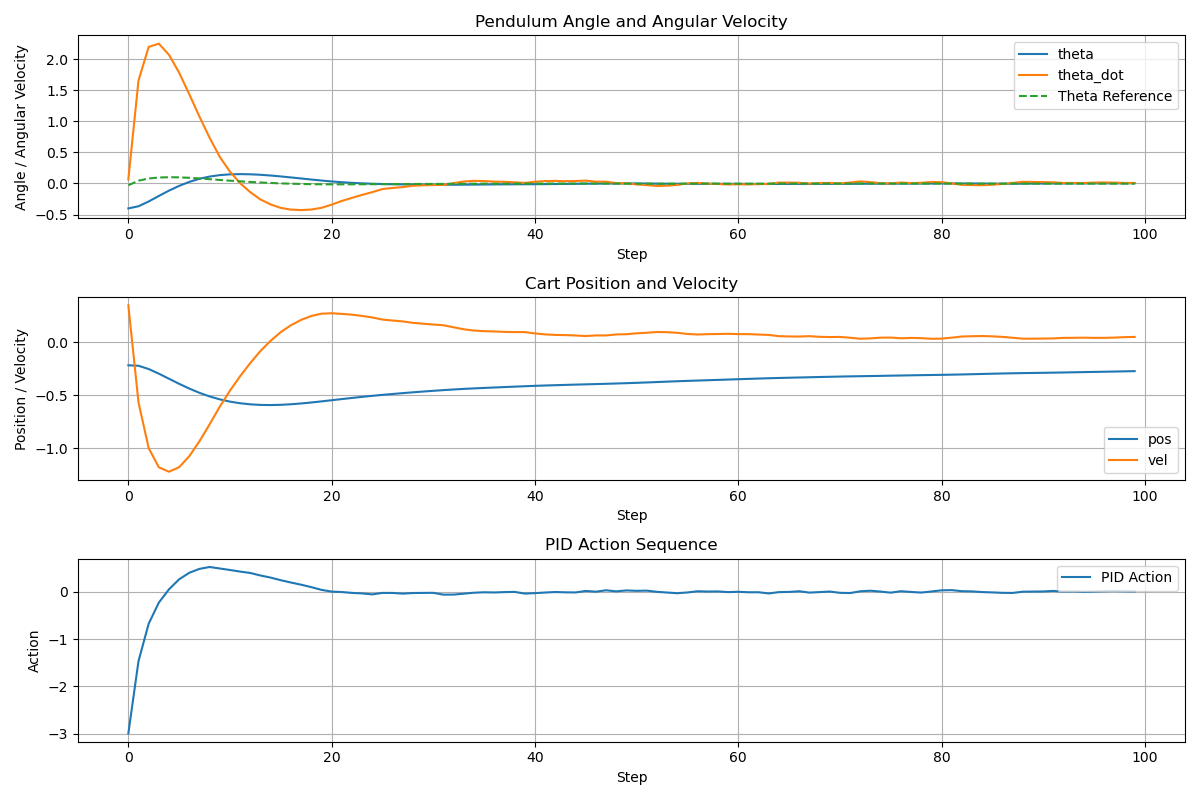 Pendulum Angle and Angular Velocity
Angle / Angular Velocity
2.0
1.5
1.0
0.5
0.0
−0.5
theta
theta_dot
Theta Reference
0 20 40 60 80 100
Step
Cart Position and Velocity
Position / Velocity
0.0
−0.5
−1.0
pos
vel
0 20 40 60 80 100
Step
PID Action Sequence
Action
0
−1
−2
−3
PID Action
0 20 40 60 80 100
Step